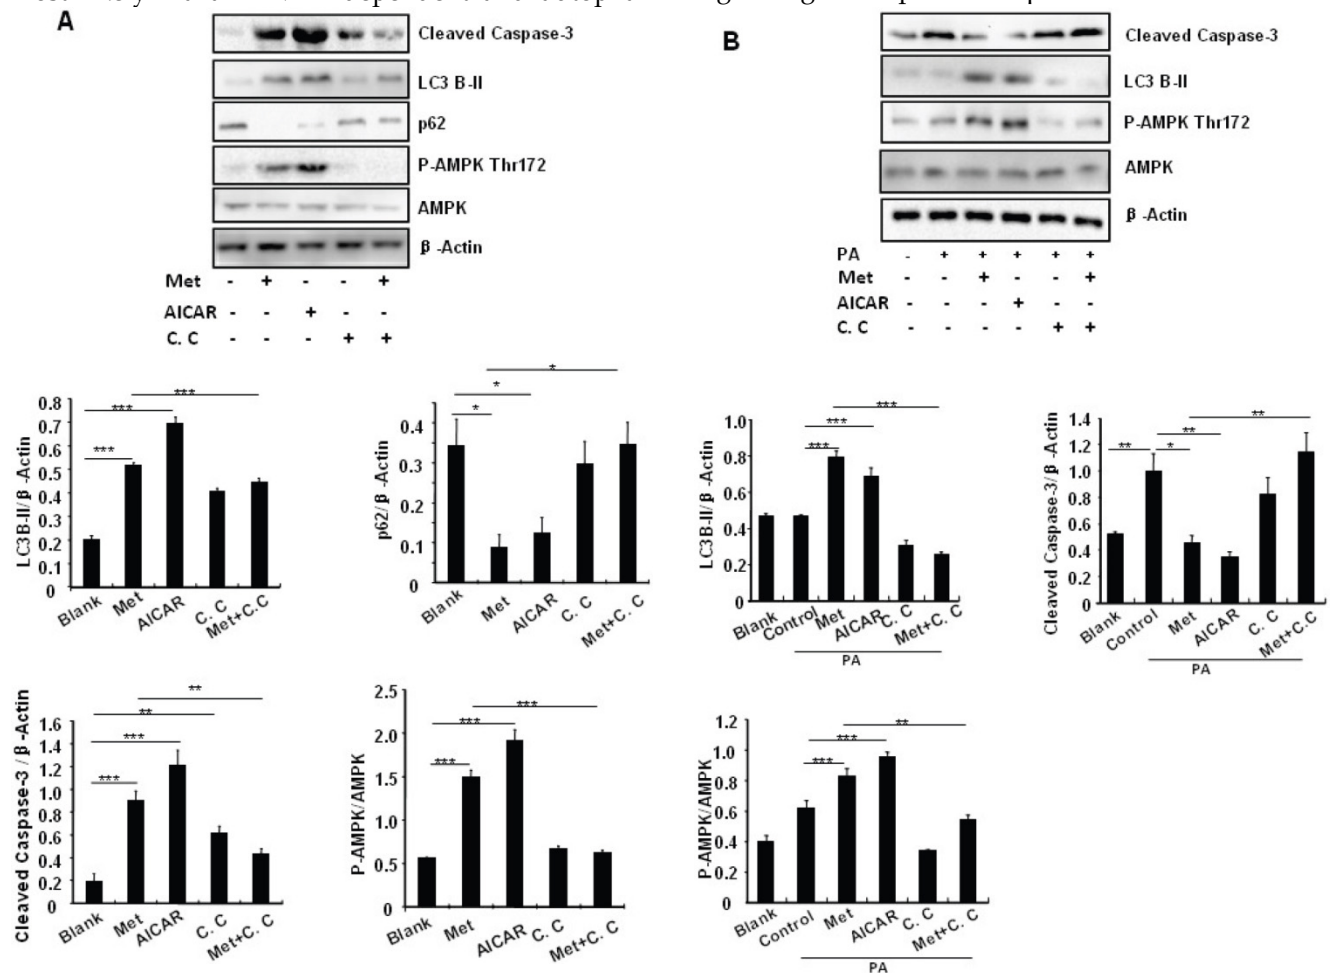 A
Cleaved Caspase-3
LC3 B-II
p62
P-AMPK Thr172
AMPK
β-Actin
Met - + - - +
AICAR - - + - -
C. C - - - + +
B
Cleaved Caspase-3
LC3 B-II
P-AMPK Thr172
AMPK
β-Actin
PA - + + + + +
Met - - + - - +
AICAR - - - + - -
C. C - - - - + +
LC3B-II/β-Actin
0.8
0.7
0.6
0.5
0.4
0.3
0.2
0.1
0
***
***
***
Blank
Met
AICAR
C. C
Met+C.C
p62/β-Actin
0.4
0.3
0.2
0.1
0
*
*
*
Blank
Met
AICAR
C. C
Met+C. C
LC3B-II/β-Actin
1.0
0.8
0.6
0.4
0.2
0
***
***
***
Blank
Control
Met
AICAR
C. C
Met+C. C
PA
Cleaved Caspase-3/β-Actin
1.4
1.2
1.0
0.8
0.6
0.4
0.2
0
**
**
*
**
Blank
Control
Met
AICAR
C. C
Met+C.C
PA
Cleaved Caspase-3 /β-Actin
1.6
1.4
1.2
1.0
0.8
0.6
0.4
0.2
0
**
**
***
***
Blank
Met
AICAR
C. C
Met+C. C
P-AMPK/AMPK
2.5
2.0
1.5
1.0
0.5
0
***
***
***
Blank
Met
AICAR
C. C
Met+C. C
P-AMPK/AMPK
1.2
1.0
0.8
0.6
0.4
0.2
0
**
***
***
Blank
Control
Met
AICAR
C. C
Met+C. C
PA